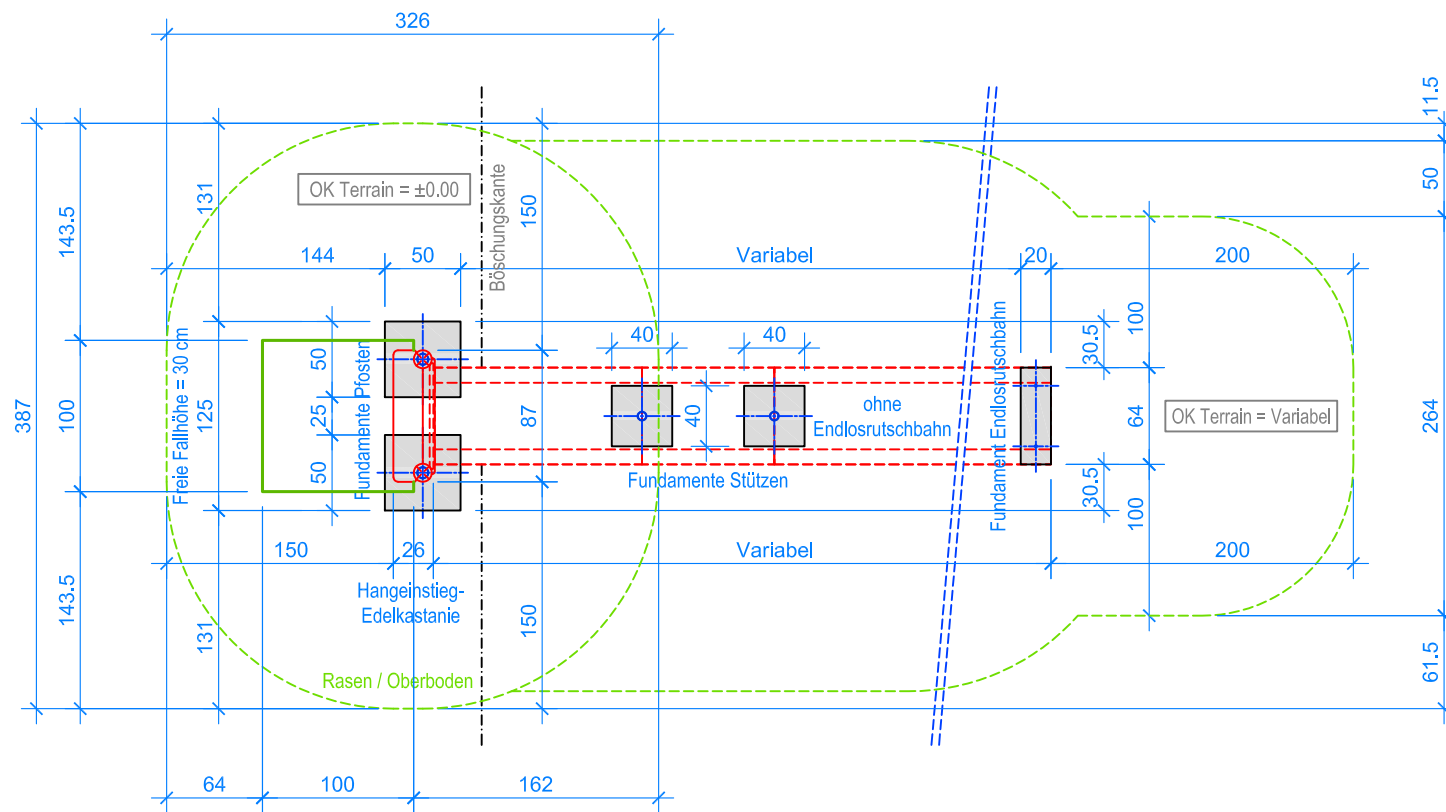 326
11.5
OK Terrain = ±0.00
131
150
50
143.5
Böschungskante
144
50
Variabel
20
200
Freie Fallhöhe = 30 cm
Fundamente Pfosten
Fundament Endlosrutschbahn
100
30.5
40
40
50
387
100
125
25
87
40
ohne
Endlosrutschbahn
64
OK Terrain = Variabel
264
50
Fundamente Stützen
30.5
100
150
26
Variabel
200
Hangeinstieg-
Edelkastanie
143.5
131
150
61.5
Rasen / Oberboden
64
100
162